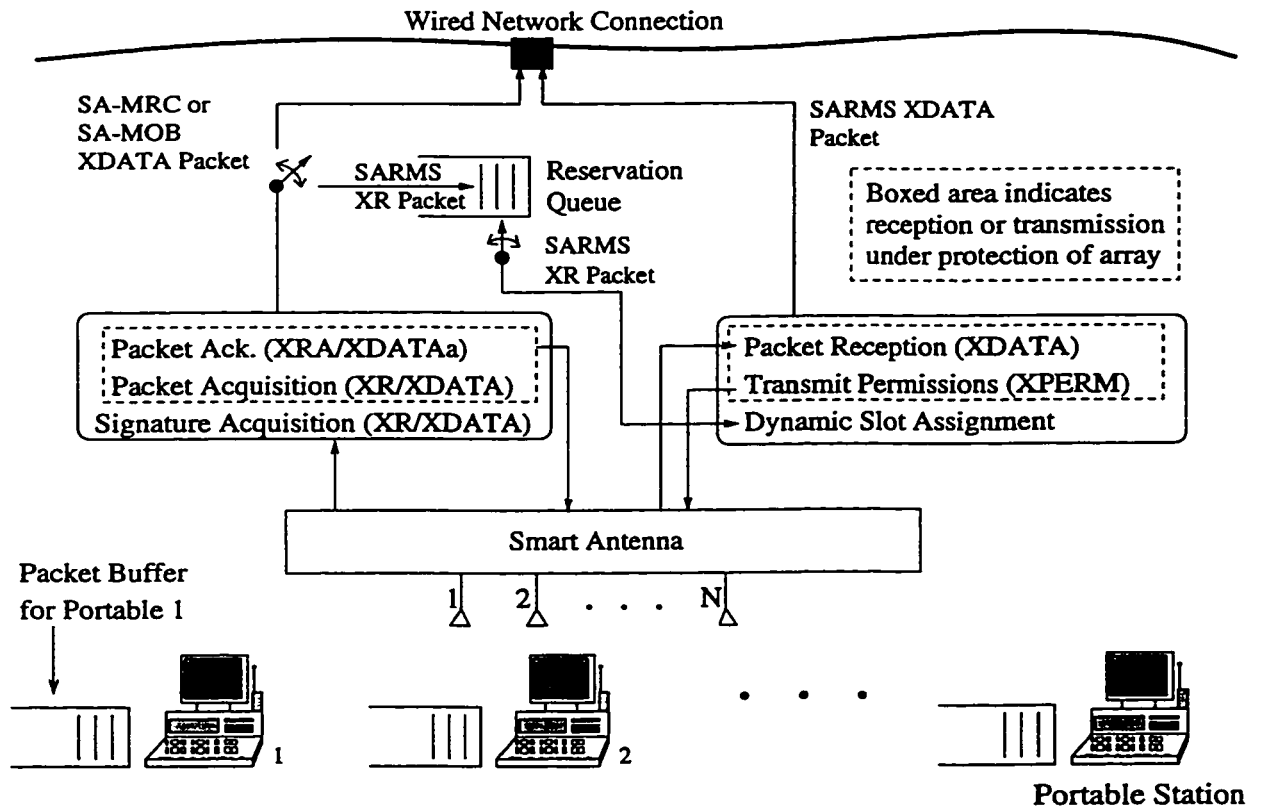 Wired Network Connection
SA-MRC or
SA-MOB
XDATA Packet
SARMS
XR Packet
Reservation
Queue
SARMS
XR Packet
SARMS XDATA
Packet
Boxed area indicates
reception or transmission
under protection of array
Packet Ack. (XRA/XDATAa)
Packet Acquisition (XR/XDATA)
Signature Acquisition (XR/XDATA)
Packet Reception (XDATA)
Transmit Permissions (XPERM)
Dynamic Slot Assignment
Smart Antenna
1 2 . . . N
Packet Buffer
for Portable 1
1
2
. . .
Portable Station